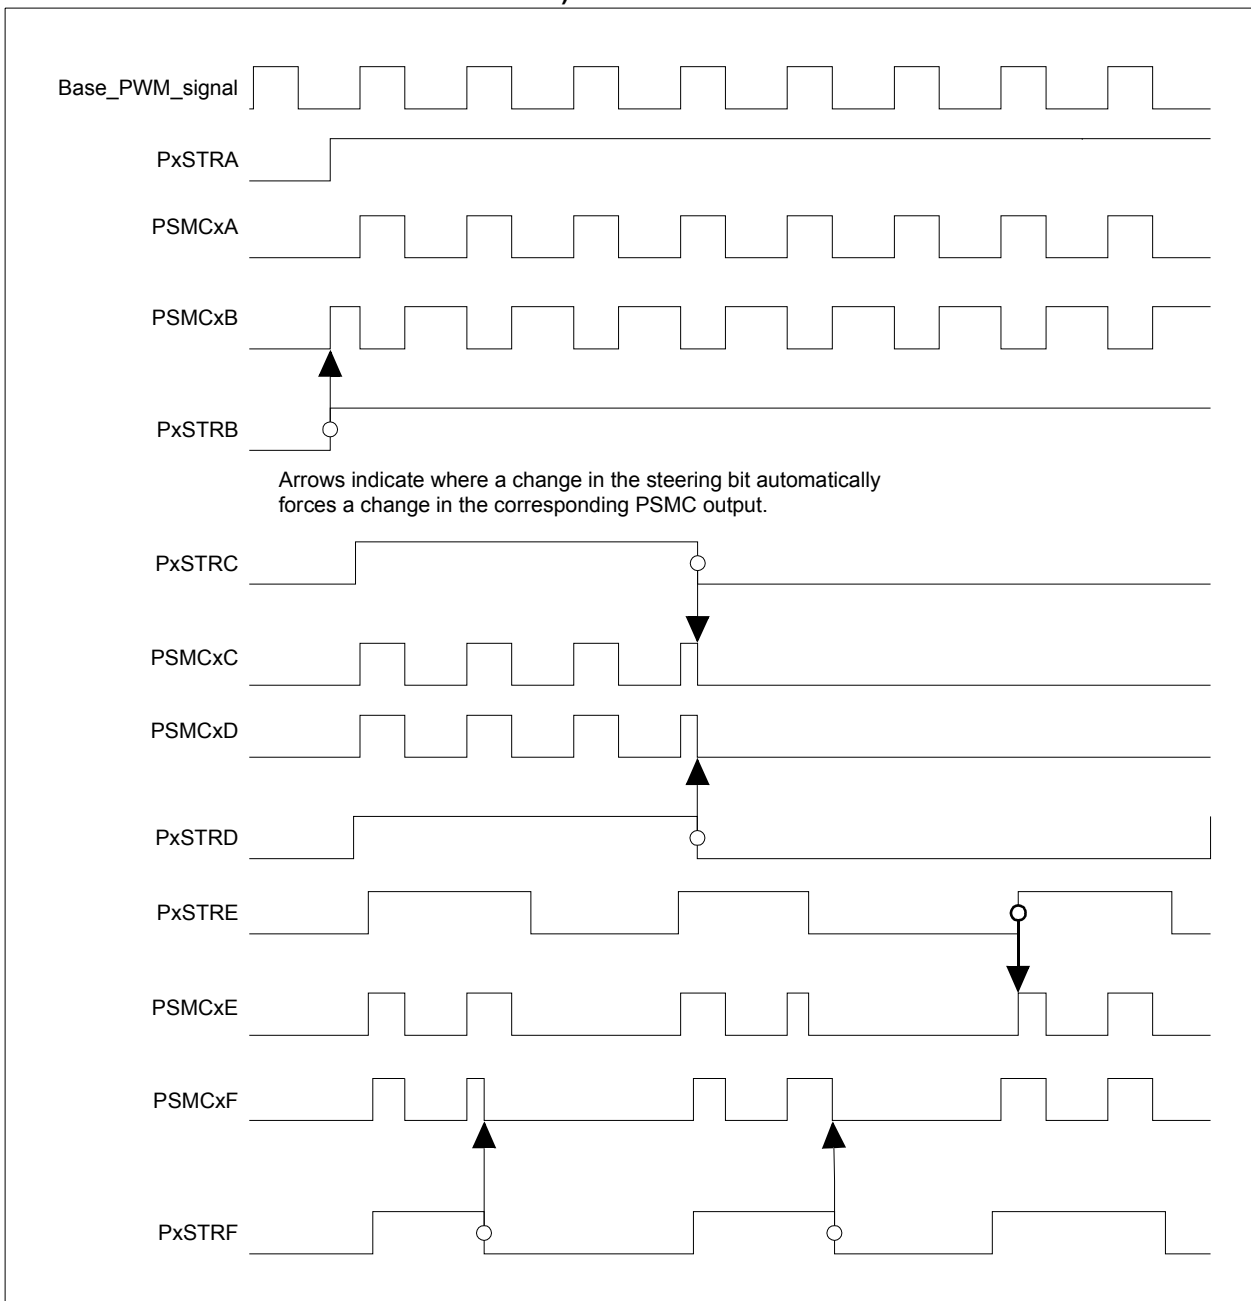 Base_PWM_signal
PxSTRA
PSMCxA
PSMCxB
PxSTRB
Arrows indicate where a change in the steering bit automatically
forces a change in the corresponding PSMC output.
PxSTRC
PSMCxC
PSMCxD
PxSTRD
PxSTRE
PSMCxE
PSMCxF
PxSTRF